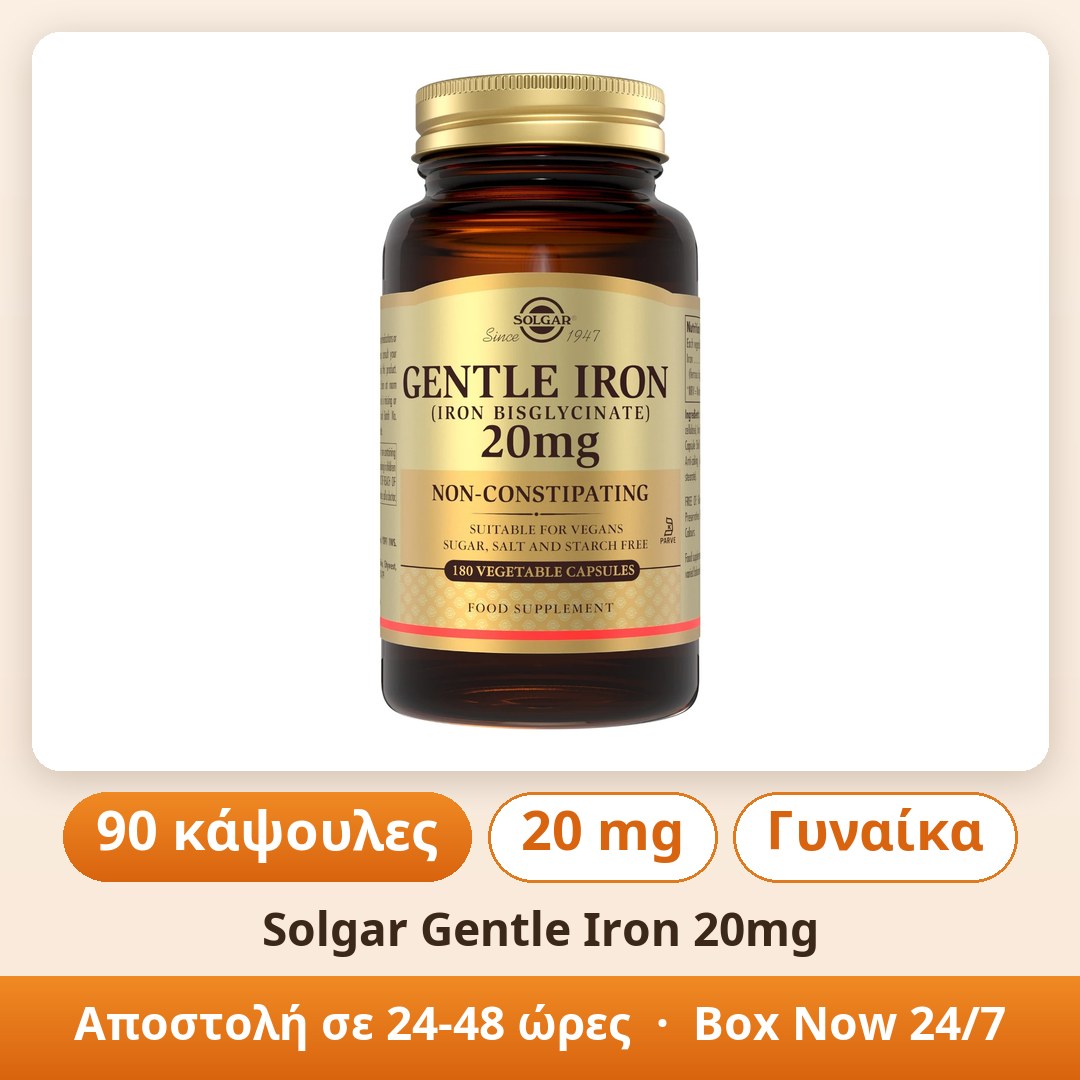 SOLGAR
Since 1947
GENTLE IRON
(IRON BISGLYCINATE)
20mg
NON-CONSTIPATING
SUITABLE FOR VEGANS
SUGAR, SALT AND STARCH FREE
PARVE
180 VEGETABLE CAPSULES
FOOD SUPPLEMENT
90 κάψουλες
20 mg
Γυναίκα
Solgar Gentle Iron 20mg
Αποστολή σε 24-48 ώρες · Box Now 24/7